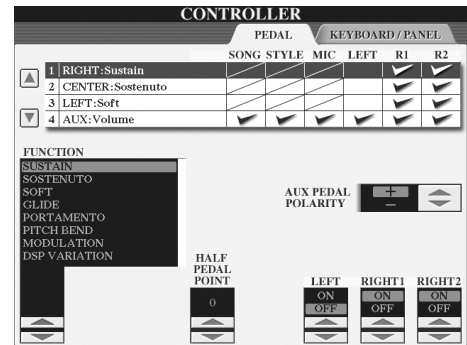 CONTROLLER
PEDAL KEYBOARD / PANEL
SONG STYLE MIC LEFT R1 R2
1 RIGHT:Sustain
2 CENTER:Sostenuto
3 LEFT:Soft
4 AUX:Volume
FUNCTION
SUSTAIN
SOSTENUTO
SOFT
GLIDE
PORTAMENTO
PITCH BEND
MODULATION
DSP VARIATION
AUX PEDAL
POLARITY
+
−
HALF
PEDAL
POINT
0
LEFT RIGHT1 RIGHT2
ON ON ON
OFF OFF OFF